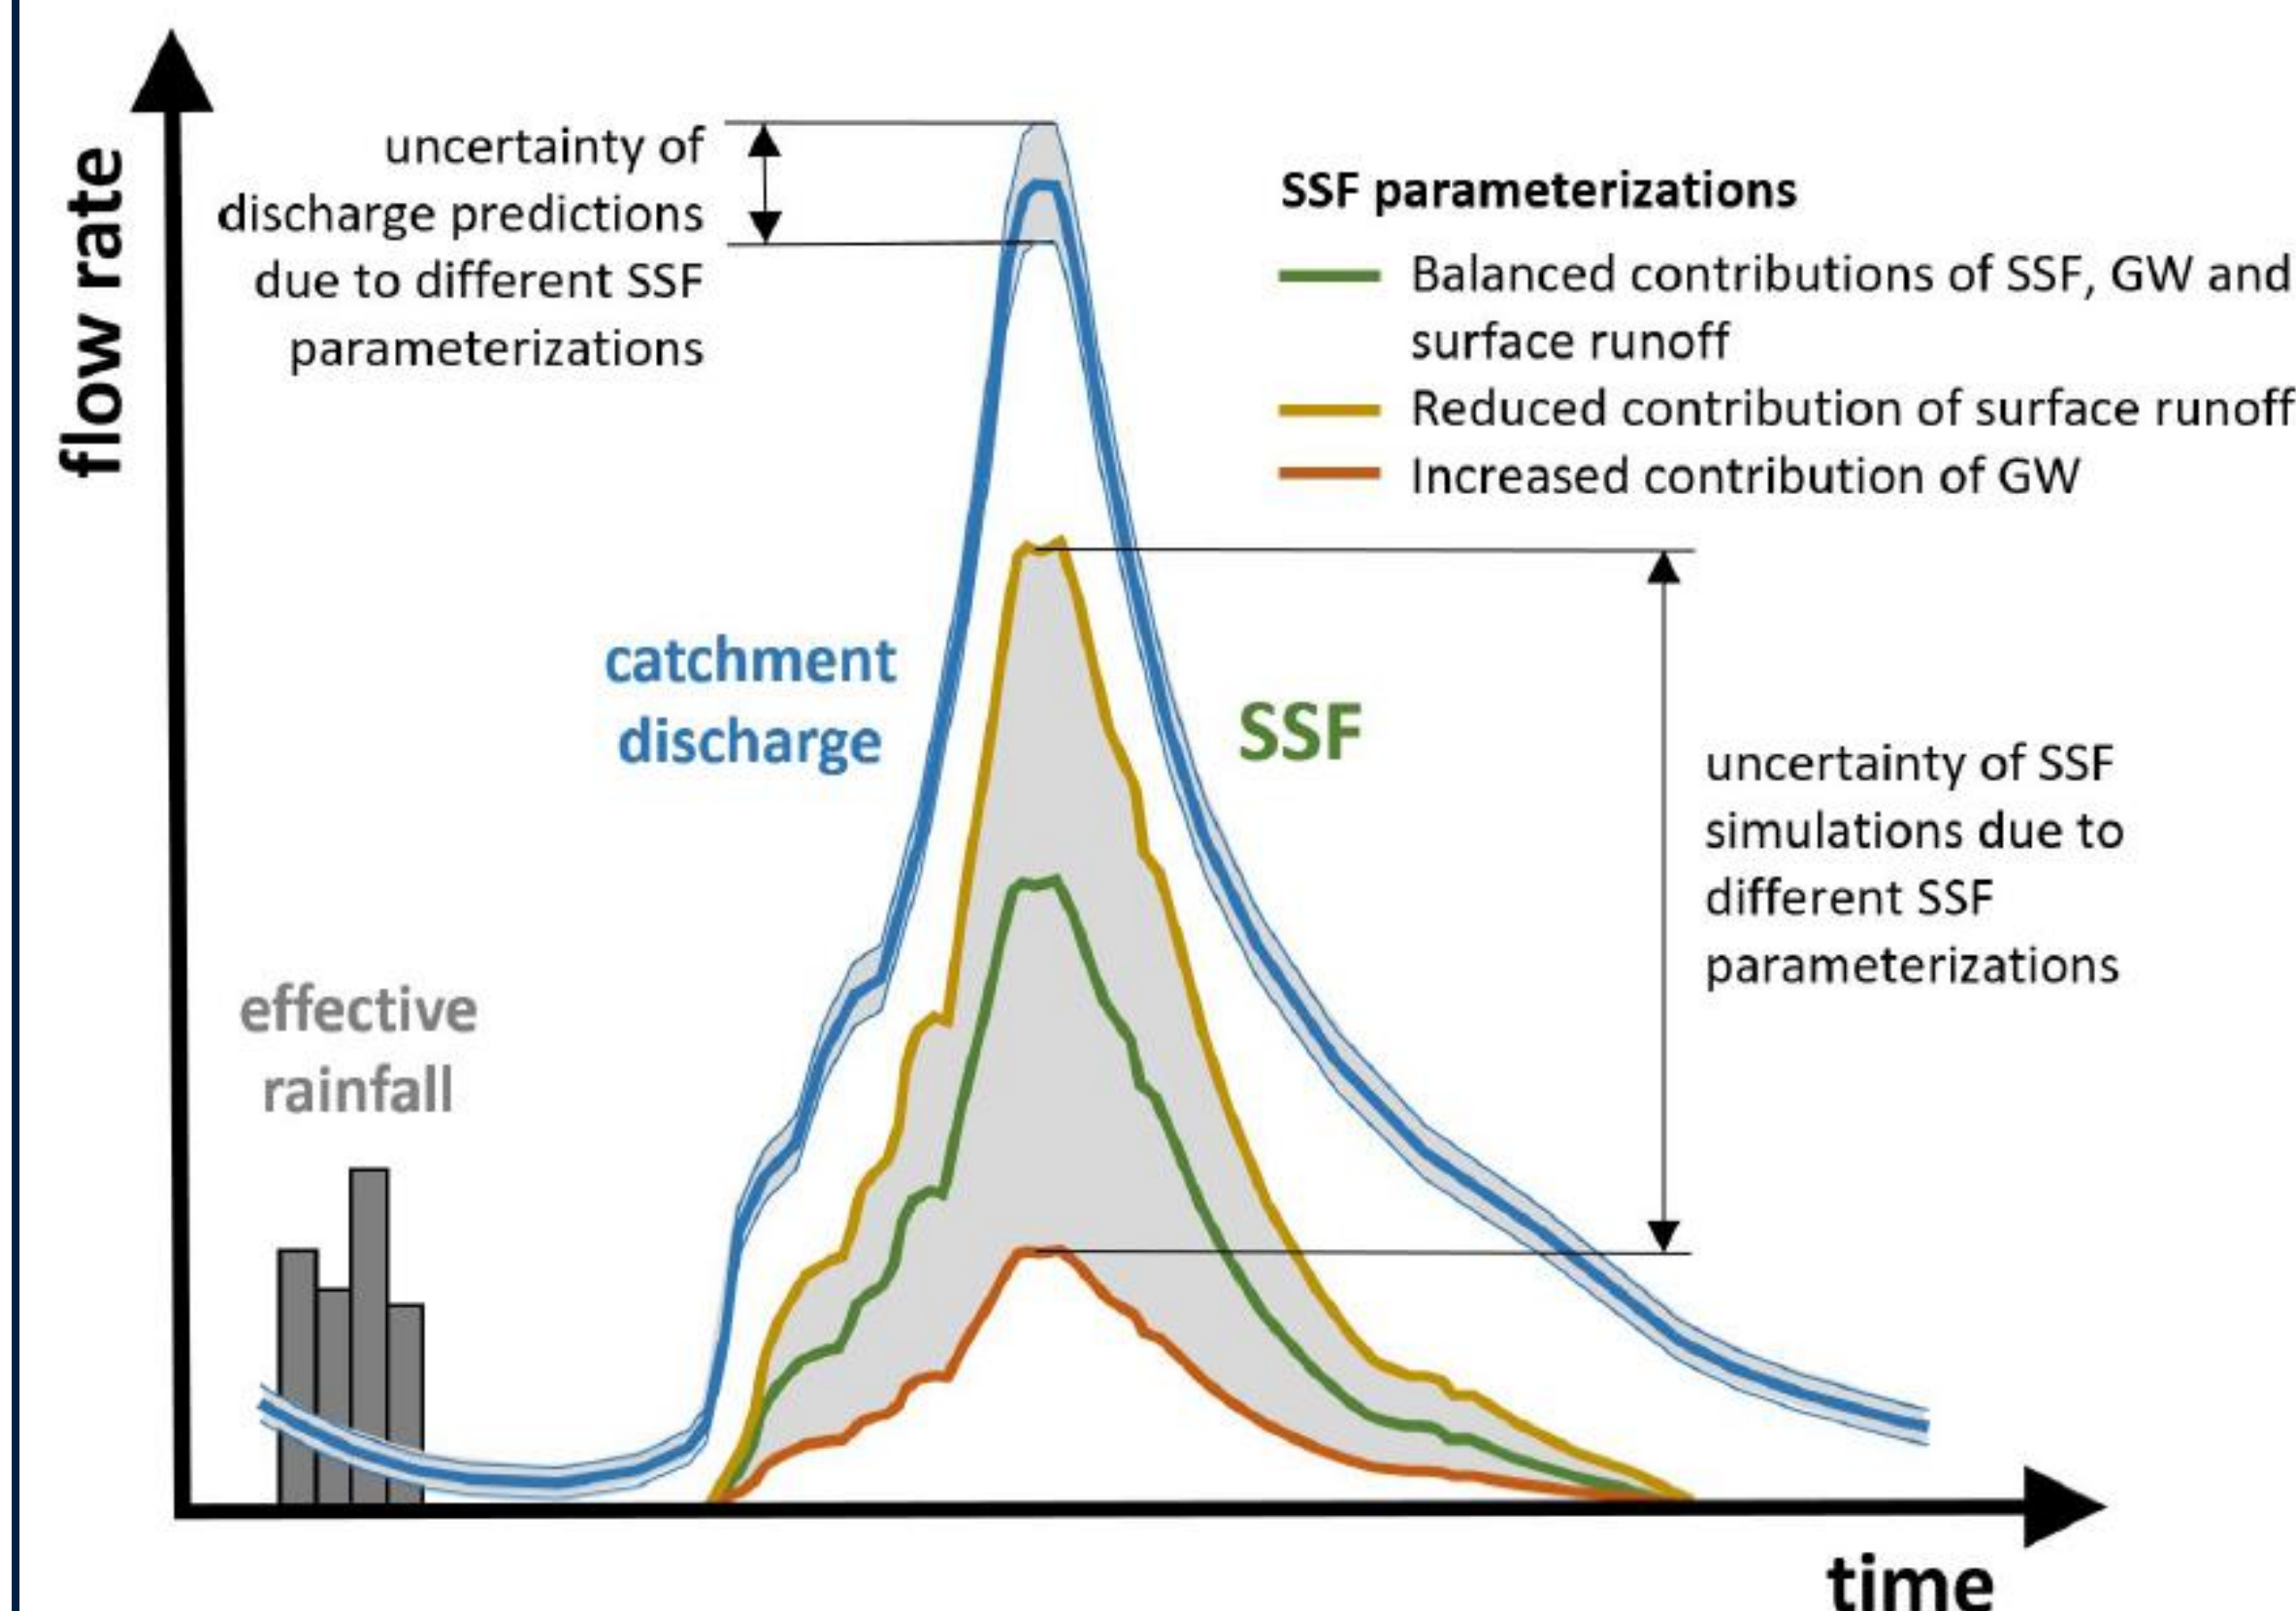 flow rate
uncertainty of
discharge predictions
due to different SSF
parameterizations
SSF parameterizations
Balanced contributions of SSF, GW and
surface runoff
Reduced contribution of surface runoff
Increased contribution of GW
catchment
discharge
SSF
uncertainty of SSF
simulations due to
different SSF
parameterizations
effective
rainfall
time